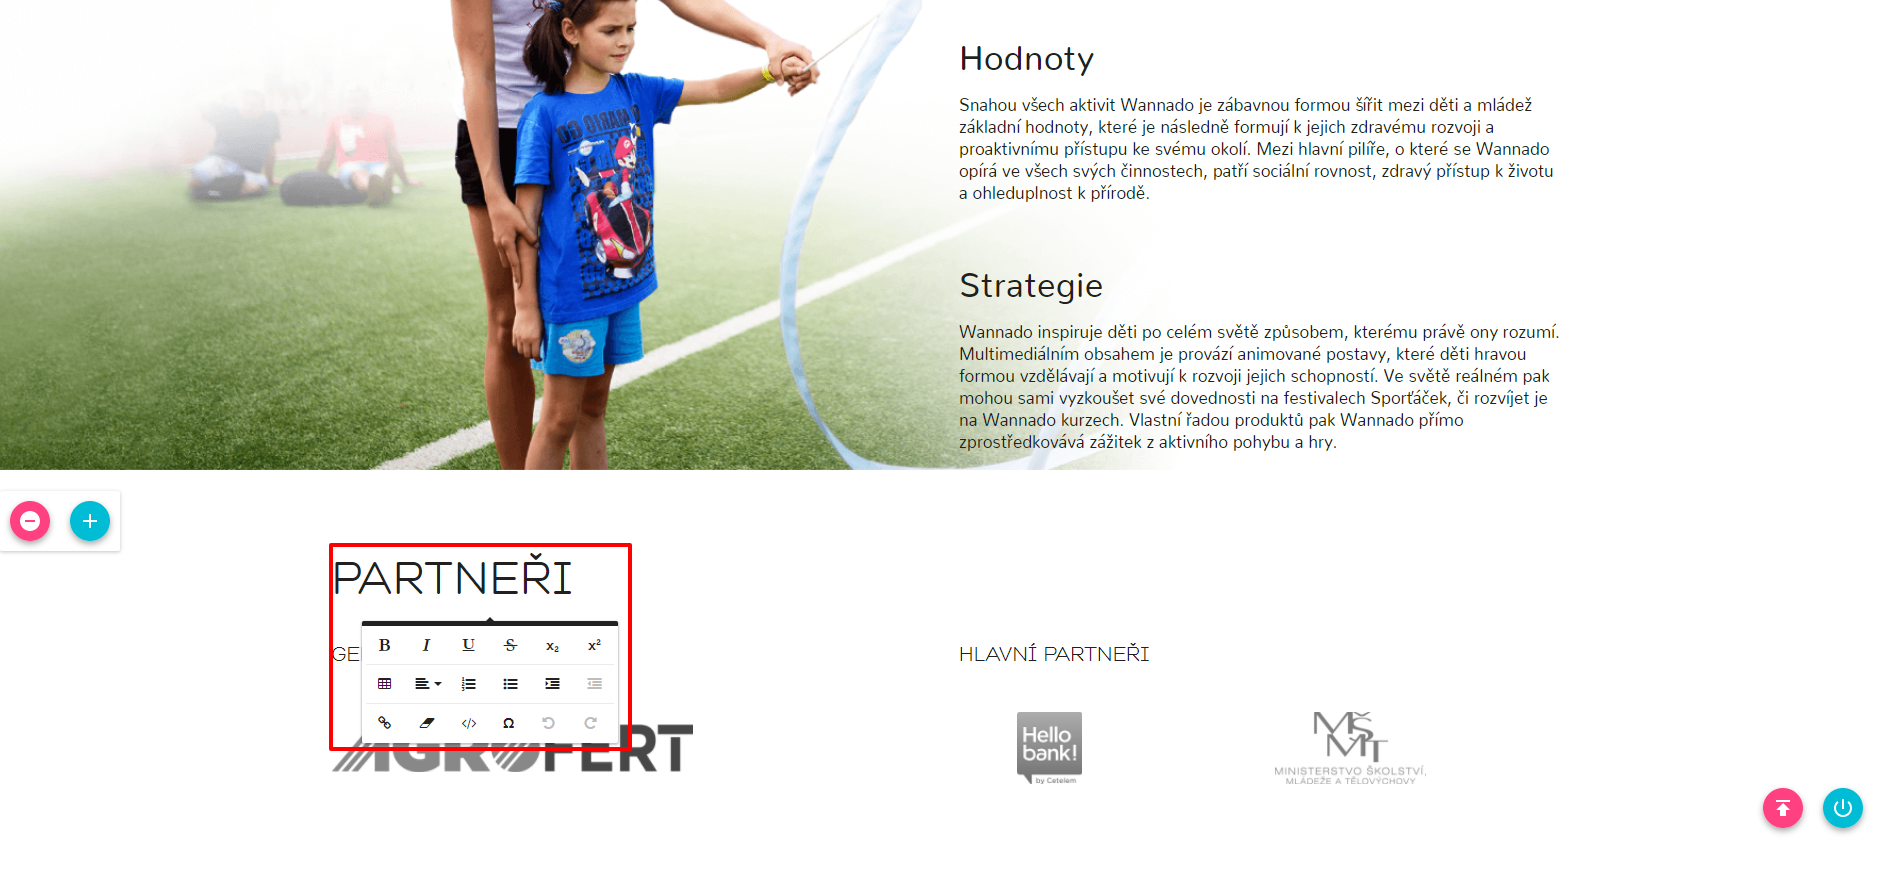 Hodnoty
Snahou všech aktivit Wannado je zábavnou formou šířit mezi děti a mládež
základní hodnoty, které je následně formují k jejich zdravému rozvoji a
proaktivnímu přístupu ke svému okolí. Mezi hlavní pilíře, o které se Wannado
opírá ve všech svých činnostech, patří sociální rovnost, zdravý přístup k životu
a ohleduplnost k přírodě.
Strategie
Wannado inspiruje děti po celém světě způsobem, kterému právě ony rozumí.
Multimediálním obsahem je provází animované postavy, které děti hravou
formou vzdělávají a motivují k rozvoji jejich schopností. Ve světě reálném pak
mohou sami vyzkoušet své dovednosti na festivalech Sporťáček, či rozvíjet je
na Wannado kurzech. Vlastní řadou produktů pak Wannado přímo
zprostředkovává zážitek z aktivního pohybu a hry.
PARTNEŘI
B I U S x₂ x²
GE
HLAVNÍ PARTNEŘI
</> Ω
AGROFERT
Hello
bank!
by Cetelem
MŠ
MT
MINISTERSTVO ŠKOLSTVÍ,
MLÁDEŽE A TĚLOVÝCHOVY